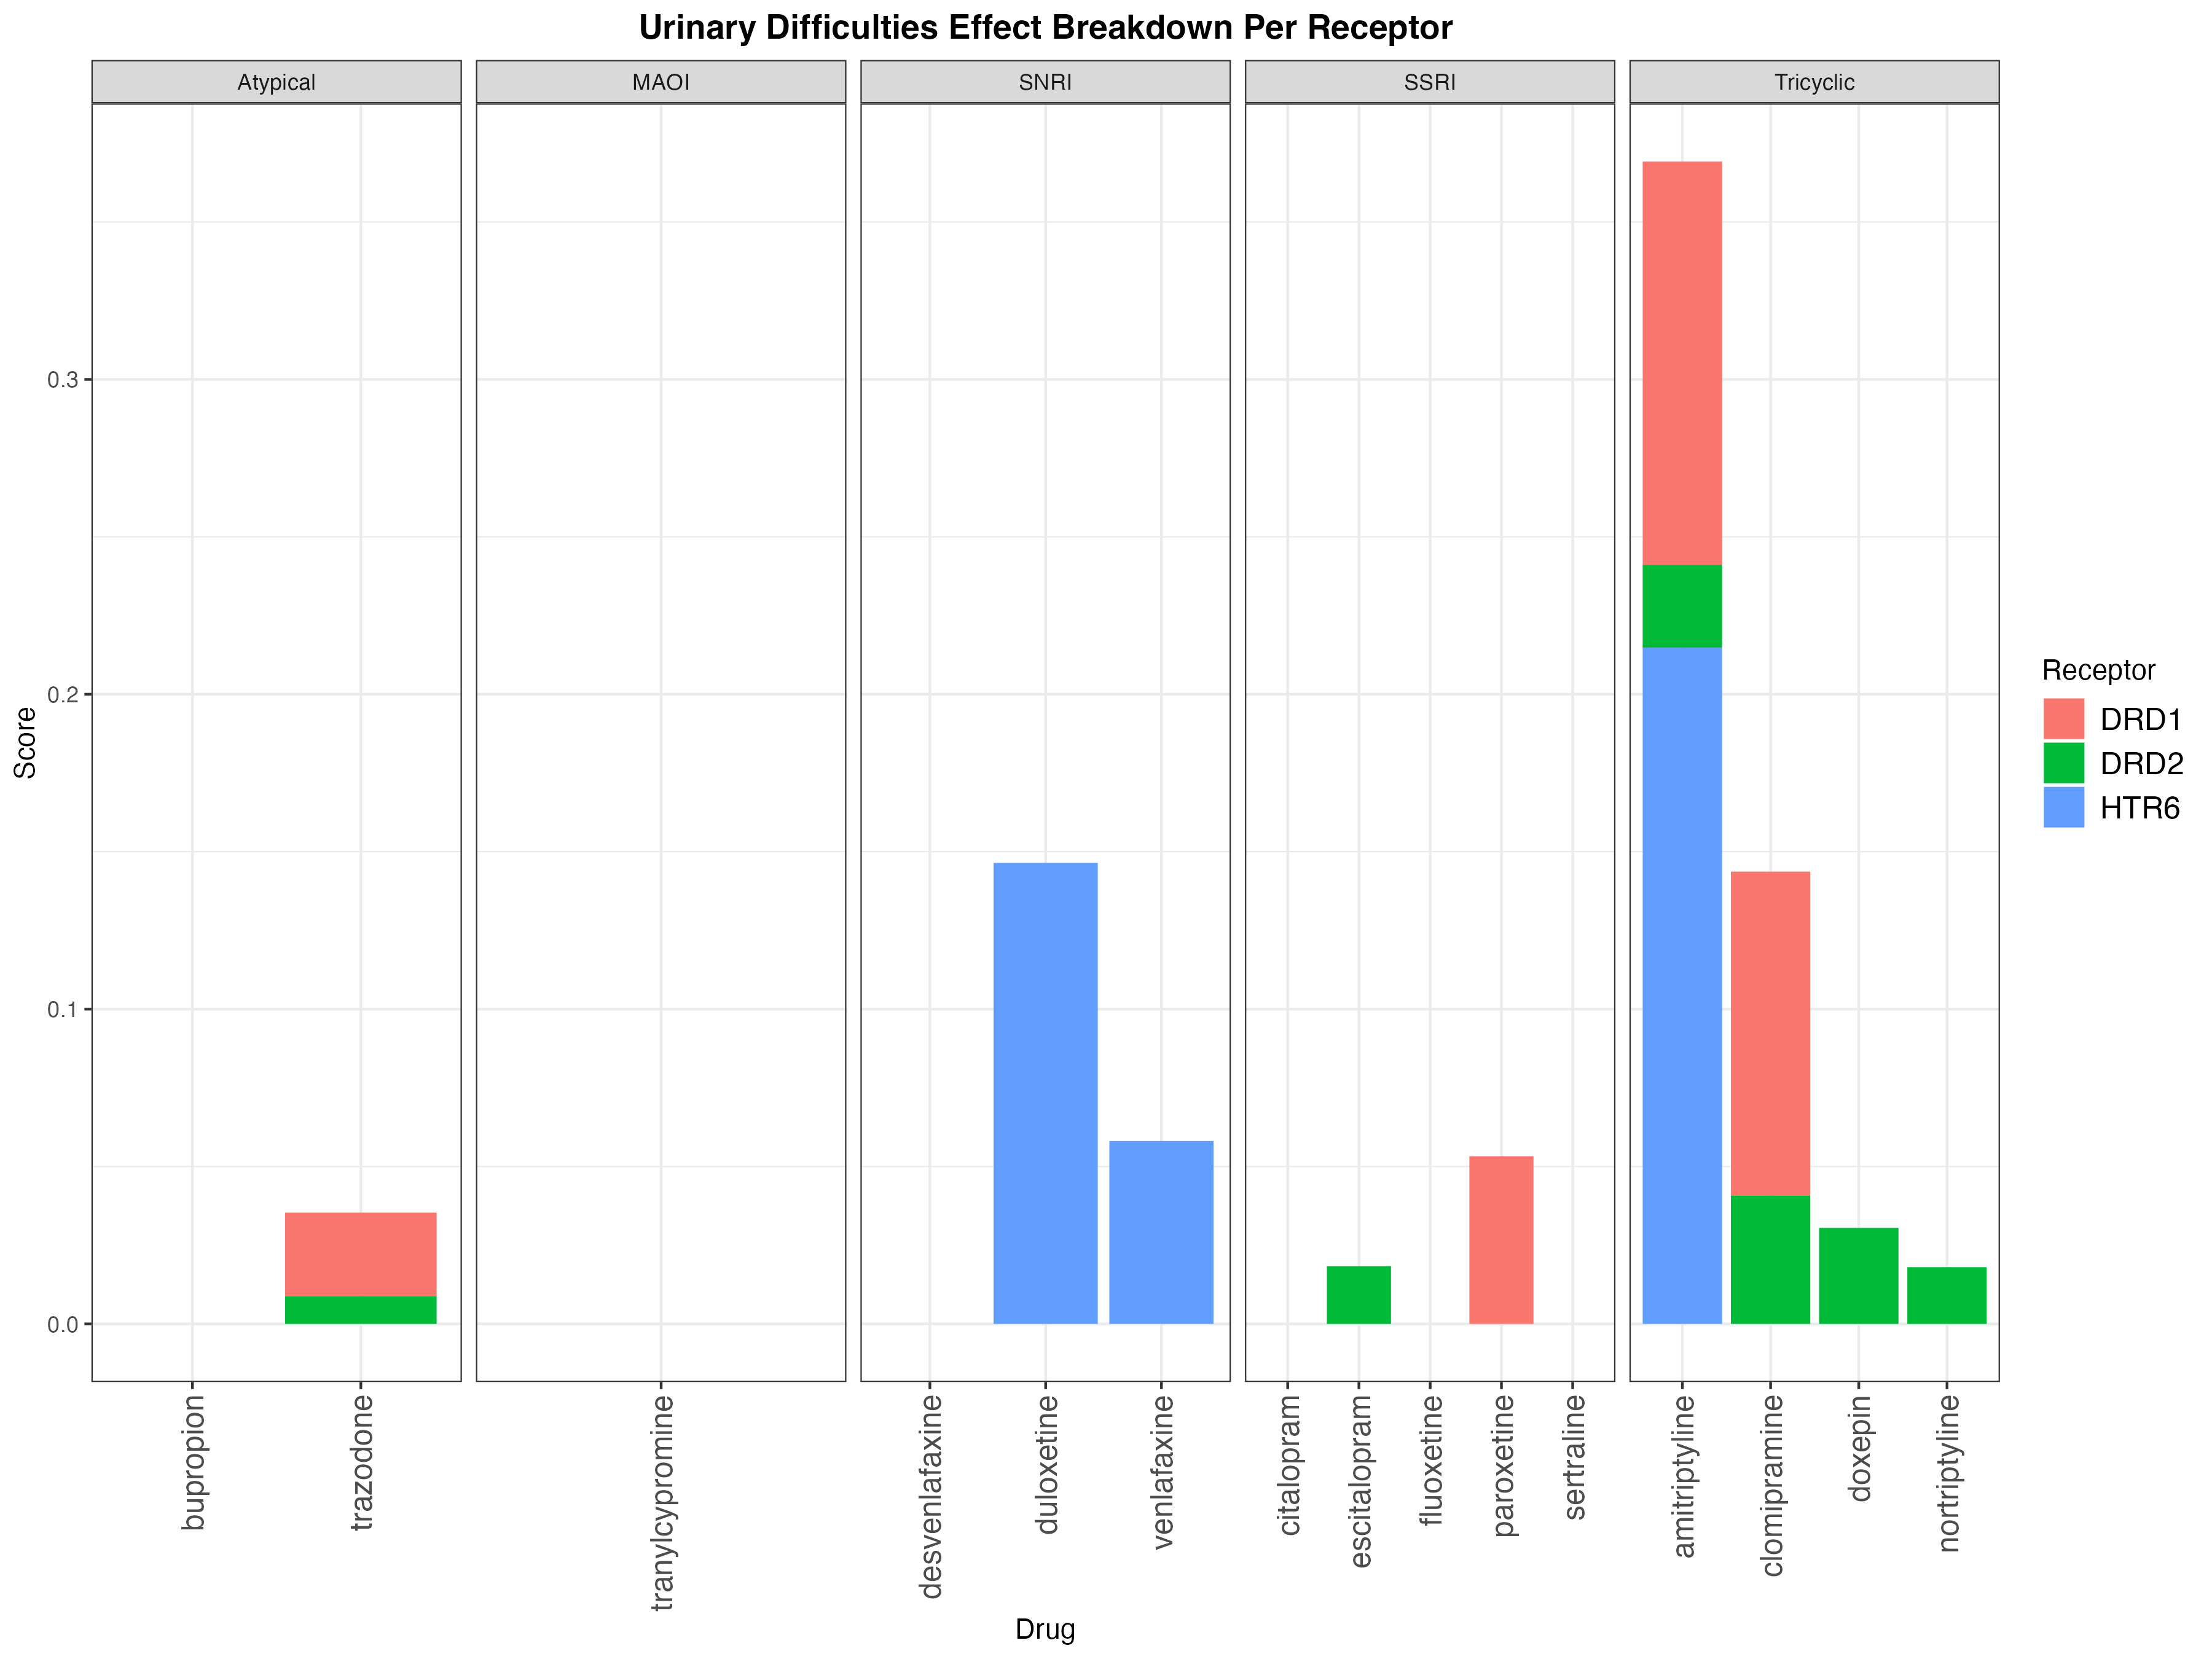 Urinary Difficulties Effect Breakdown Per Receptor
Atypical
MAOI
SNRI
SSRI
Tricyclic
Score
0.3
0.2
0.1
0.0
bupropion
trazodone
tranylcypromine
desvenlafaxine
duloxetine
venlafaxine
citalopram
escitalopram
fluoxetine
paroxetine
sertraline
amitriptyline
clomipramine
doxepin
nortriptyline
Drug
Receptor
DRD1
DRD2
HTR6